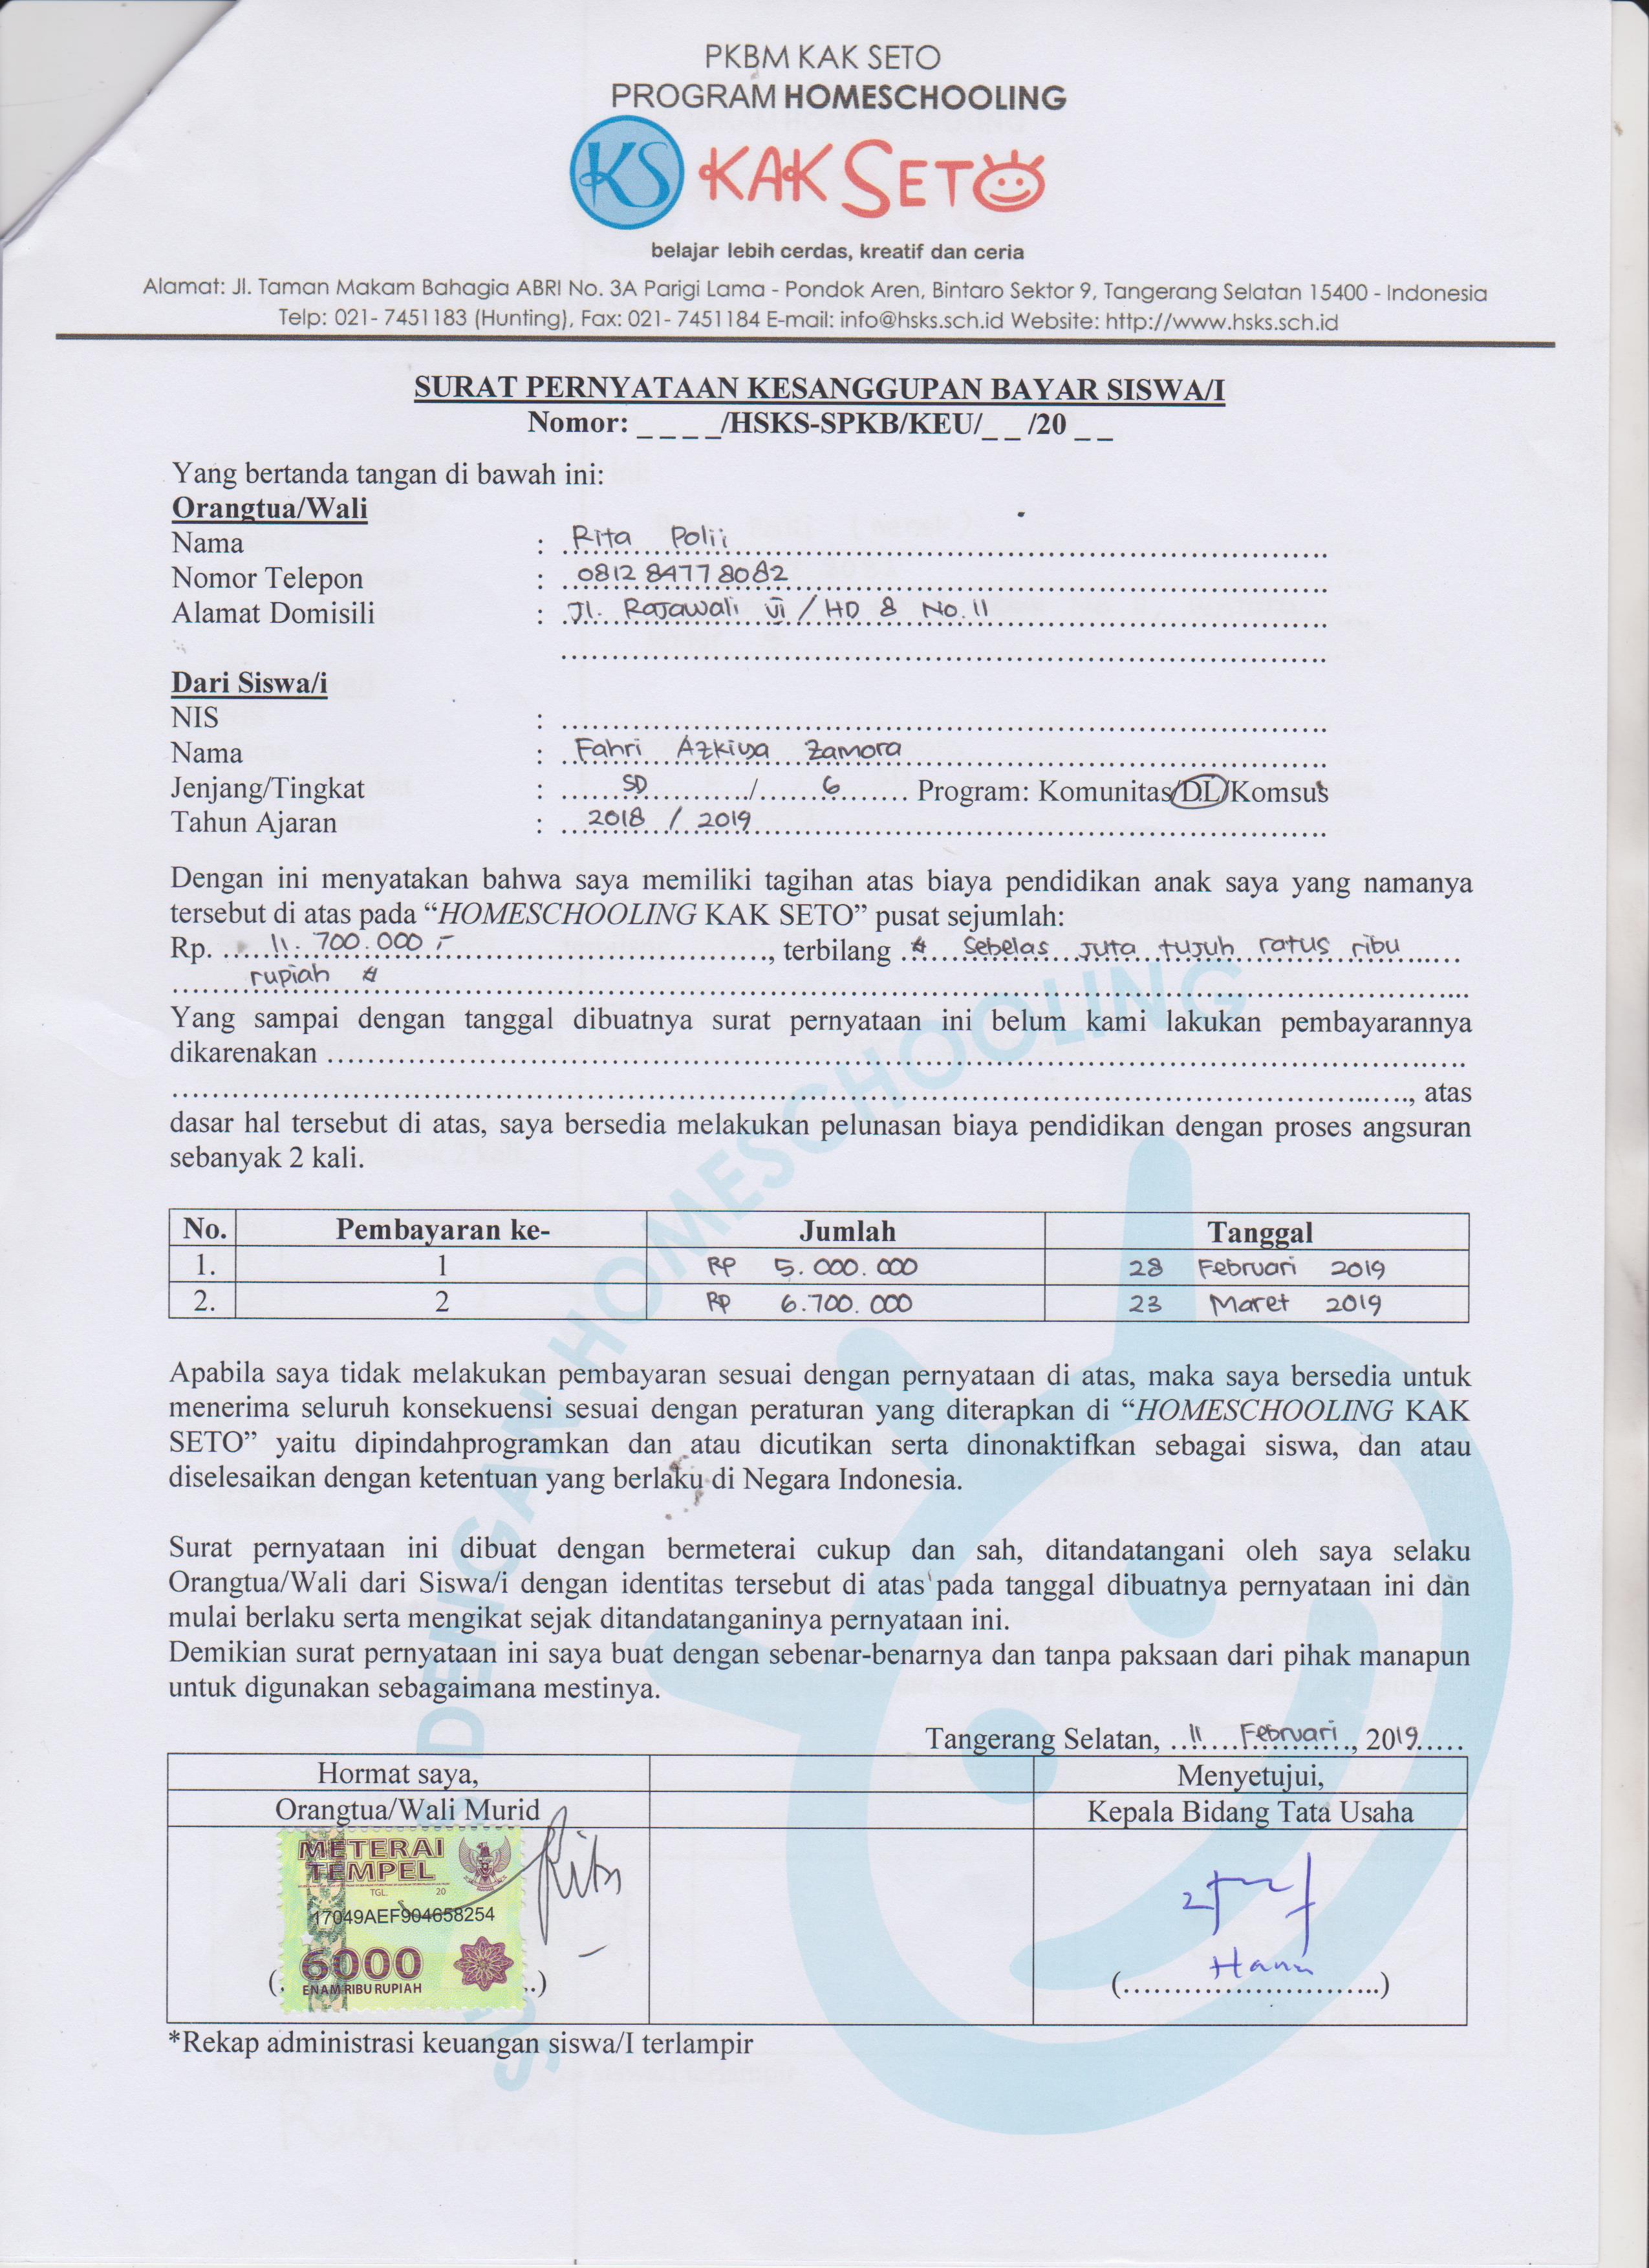 PKBM KAK SETO
PROGRAM HOMESCHOOLING
KS KAK SETO
belajar lebih cerdas, kreatif dan ceria
Alamat: Jl. Taman Makam Bahagia ABRI No. 3A Parigi Lama - Pondok Aren, Bintaro Sektor 9, Tangerang Selatan 15400 - Indonesia
Telp: 021- 7451183 (Hunting), Fax: 021- 7451184 E-mail: info@hsks.sch.id Website: http://www.hsks.sch.id
SURAT PERNYATAAN KESANGGUPAN BAYAR SISWA/I
Nomor: _ _ _ _/HSKS-SPKB/KEU/_ _ /20 _ _
Yang bertanda tangan di bawah ini:
Orangtua/Wali
Nama : Rita Polii
Nomor Telepon : 0812 8477 8082
Alamat Domisili : Jl. Rajawali VI / HD 8 No. 11
Dari Siswa/i
NIS :
Nama : Fahri Azkiya Zamora
Jenjang/Tingkat : SD / 6 Program: Komunitas/DL/Komsus
Tahun Ajaran : 2018 / 2019
Dengan ini menyatakan bahwa saya memiliki tagihan atas biaya pendidikan anak saya yang namanya
tersebut di atas pada “HOMESCHOOLING KAK SETO” pusat sejumlah:
Rp. 11.700.000,- , terbilang # Sebelas juta tujuh ratus ribu
rupiah #
Yang sampai dengan tanggal dibuatnya surat pernyataan ini belum kami lakukan pembayarannya
dikarenakan
, atas
dasar hal tersebut di atas, saya bersedia melakukan pelunasan biaya pendidikan dengan proses angsuran
sebanyak 2 kali.
No. Pembayaran ke- Jumlah Tanggal
1. 1 Rp 5.000.000 28 Februari 2019
2. 2 Rp 6.700.000 23 Maret 2019
Apabila saya tidak melakukan pembayaran sesuai dengan pernyataan di atas, maka saya bersedia untuk
menerima seluruh konsekuensi sesuai dengan peraturan yang diterapkan di “HOMESCHOOLING KAK
SETO” yaitu dipindahprogramkan dan atau dicutikan serta dinonaktifkan sebagai siswa, dan atau
diselesaikan dengan ketentuan yang berlaku di Negara Indonesia.
Surat pernyataan ini dibuat dengan bermeterai cukup dan sah, ditandatangani oleh saya selaku
Orangtua/Wali dari Siswa/i dengan identitas tersebut di atas pada tanggal dibuatnya pernyataan ini dan
mulai berlaku serta mengikat sejak ditandatanganinya pernyataan ini.
Demikian surat pernyataan ini saya buat dengan sebenar-benarnya dan tanpa paksaan dari pihak manapun
untuk digunakan sebagaimana mestinya.
Tangerang Selatan, 11 Februari, 2019
Hormat saya, Menyetujui,
Orangtua/Wali Murid Kepala Bidang Tata Usaha
METERAI
TEMPEL
TGL. 20
17049AEF904658254
6000
ENAM RIBU RUPIAH
Rita
Hani
*Rekap administrasi keuangan siswa/I terlampir